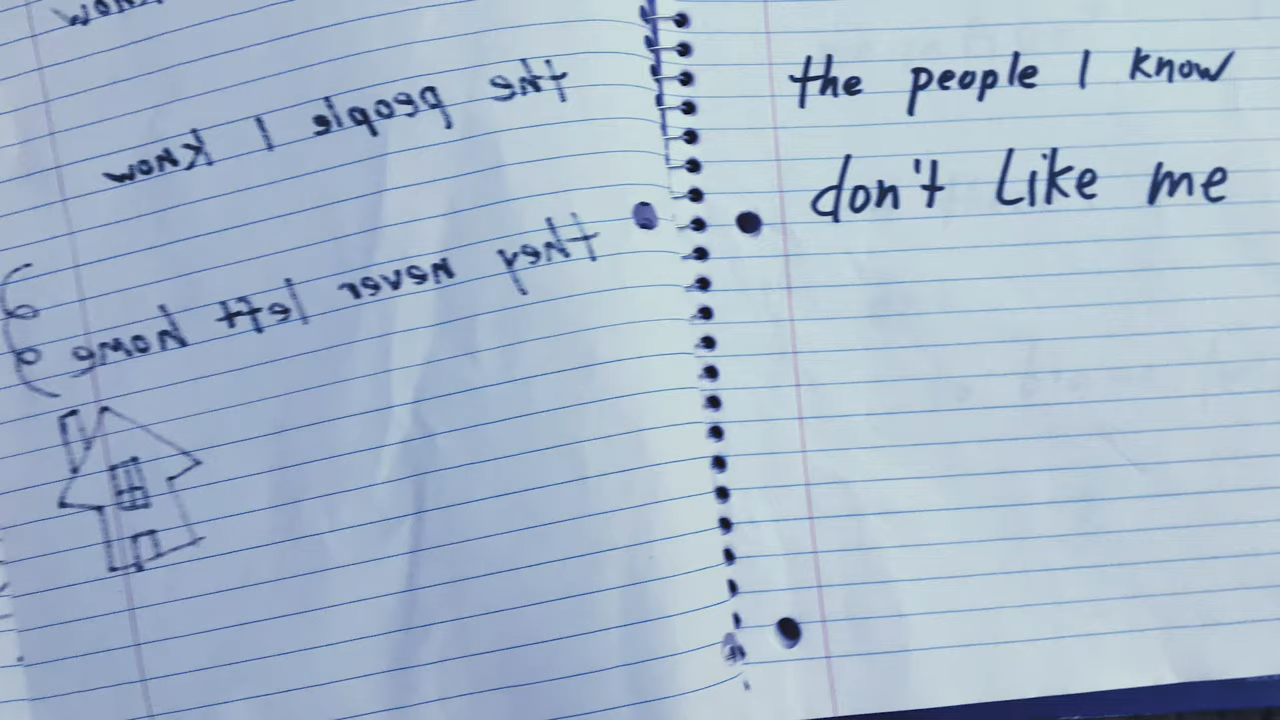 the people I know
they never left home
the people I know
don't like me